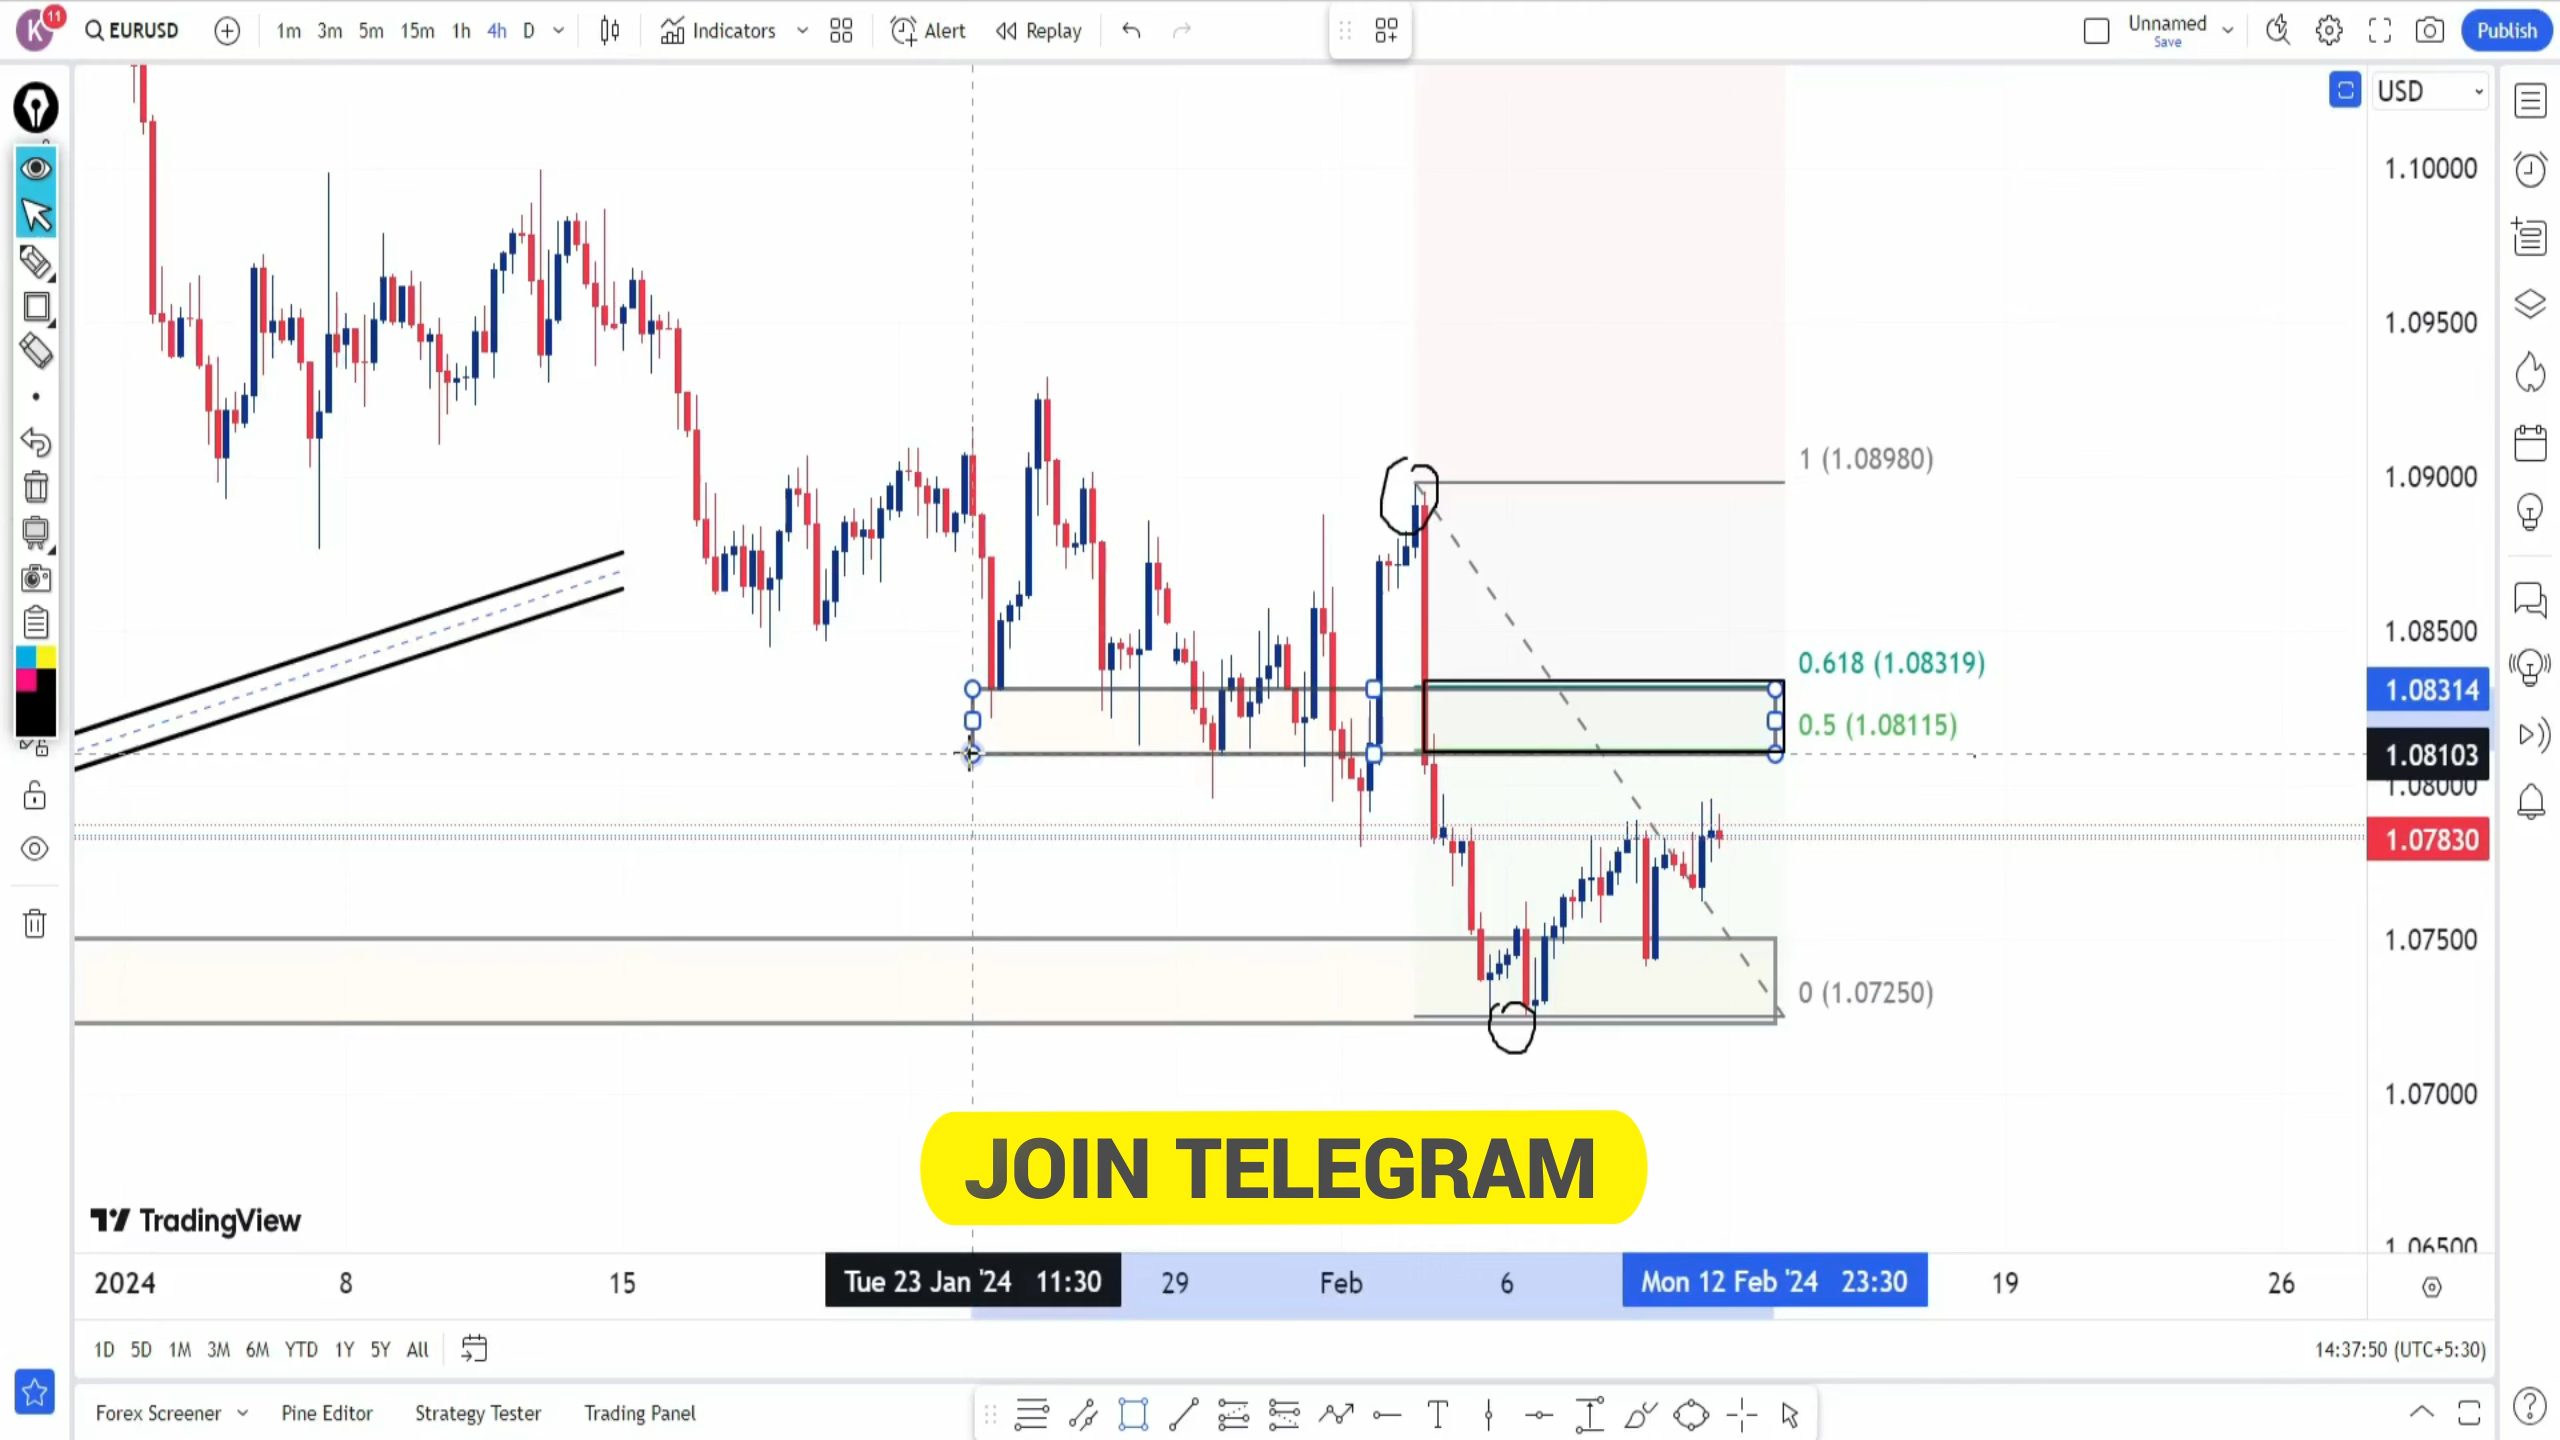 K 11 EURUSD 1m 3m 5m 15m 1h 4h D Indicators Alert Replay Unnamed Save Publish
USD
1.10000
1.09500
1 (1.08980)
1.09000
1.08500
0.618 (1.08319)
1.08314
0.5 (1.08115)
1.08103
1.08000
1.07830
1.07500
0 (1.07250)
1.07000
JOIN TELEGRAM
TradingView
1.06500
2024 8 15 Tue 23 Jan '24 11:30 29 Feb 6 Mon 12 Feb '24 23:30 19 26
1D 5D 1M 3M 6M YTD 1Y 5Y All 14:37:50 (UTC+5:30)
Forex Screener Pine Editor Strategy Tester Trading Panel